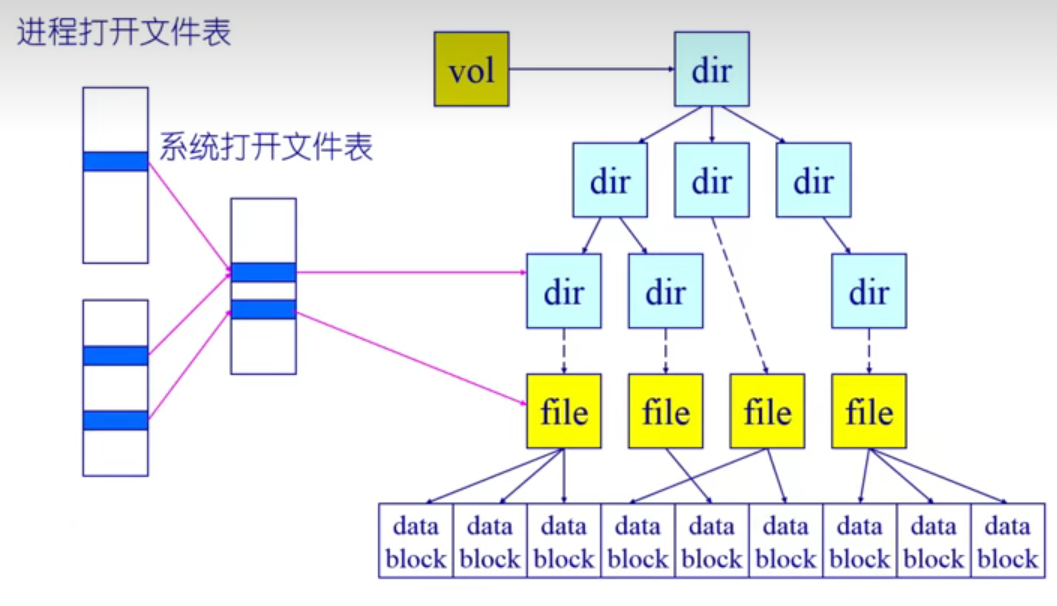 进程打开文件表
vol
dir
系统打开文件表
dir
dir
dir
dir
dir
dir
file
file
file
file
data
block
data
block
data
block
data
block
data
block
data
block
data
block
data
block
data
block